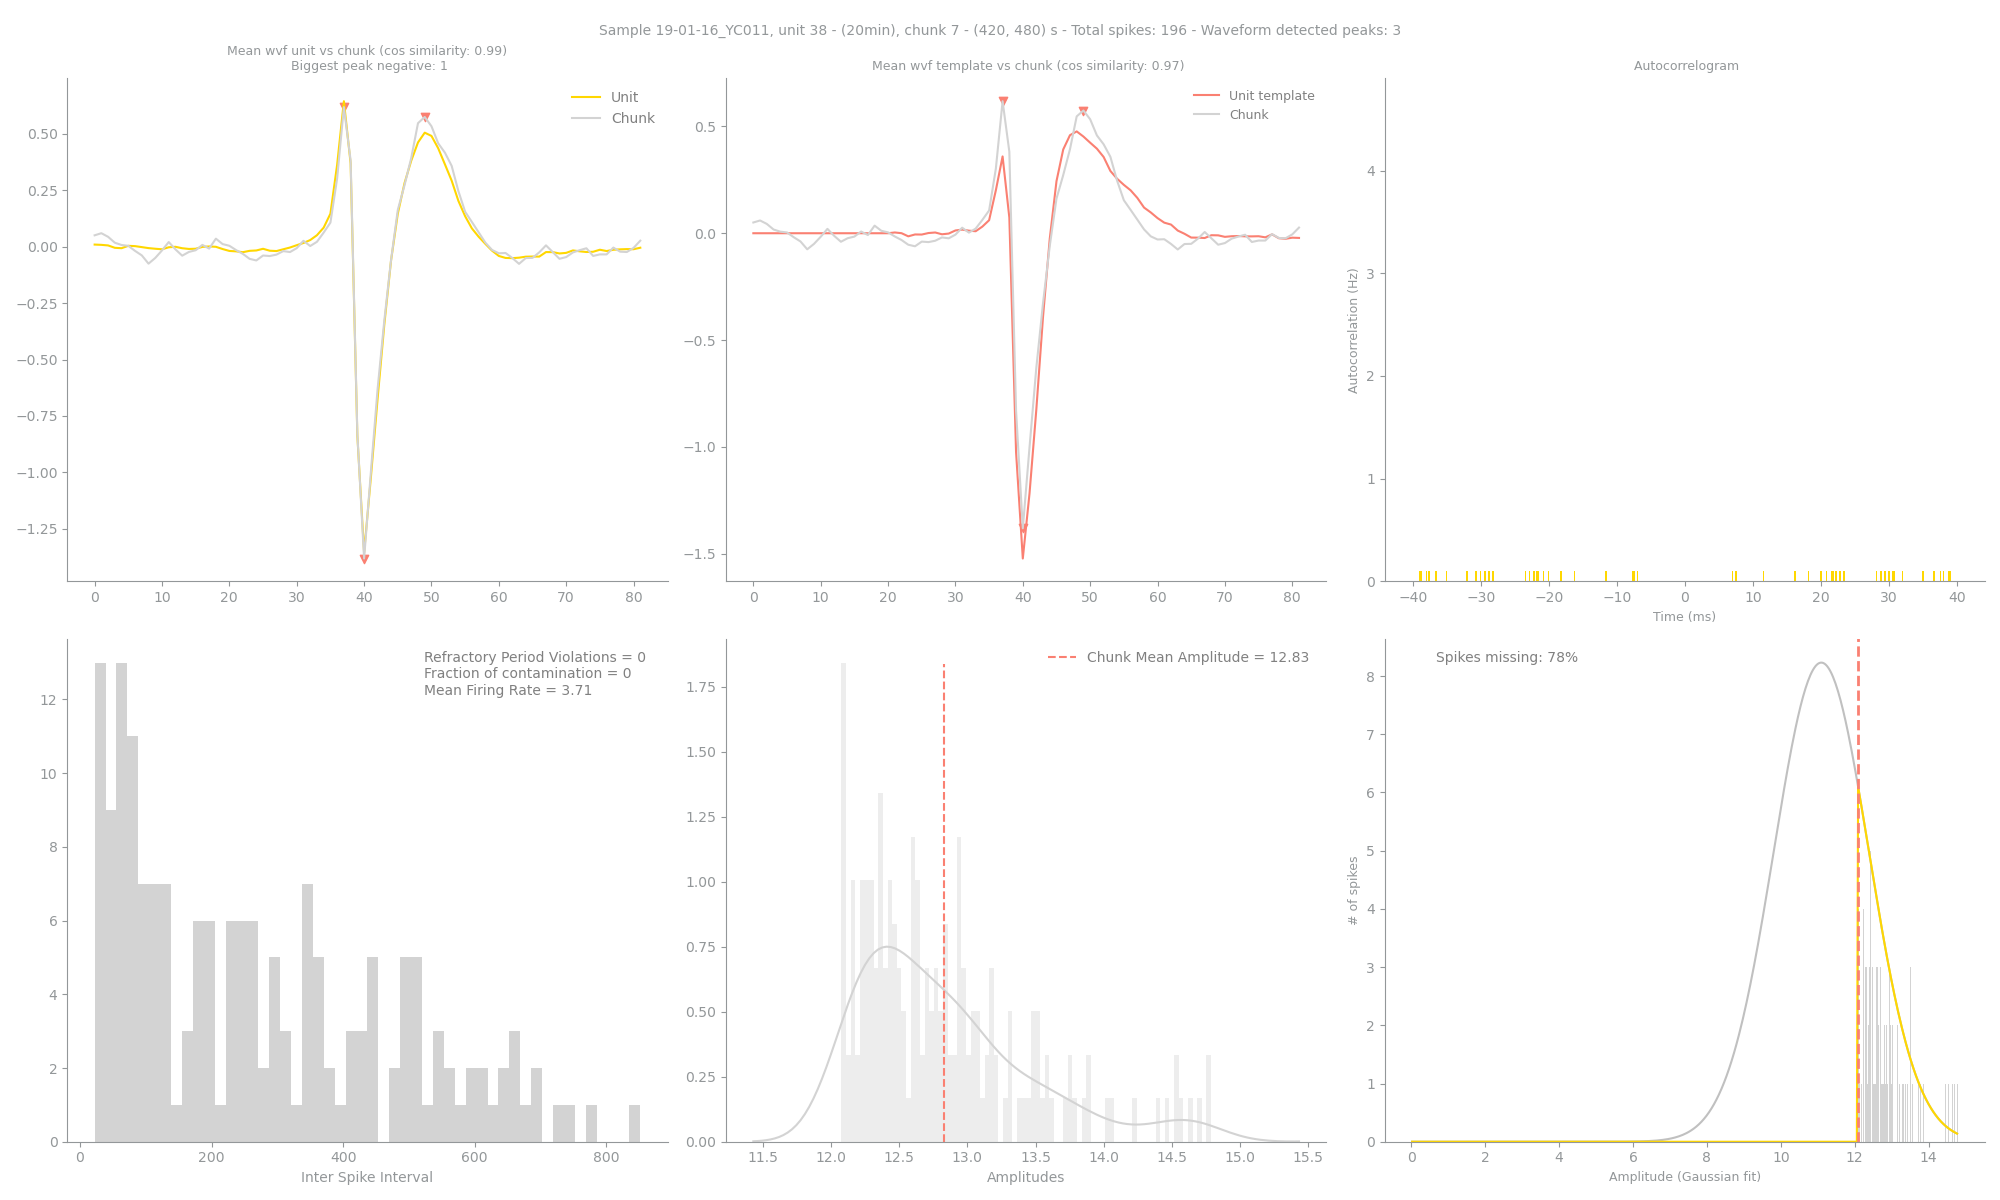 Sample 19-01-16_YC011, unit 38 - (20min), chunk 7 - (420, 480) s - Total spikes: 196 - Waveform detected peaks: 3
Mean wvf unit vs chunk (cos similarity: 0.99)
Biggest peak negative: 1
Unit
Chunk
0.50
0.25
0.00
−0.25
−0.50
−0.75
−1.00
−1.25
0 10 20 30 40 50 60 70 80
Mean wvf template vs chunk (cos similarity: 0.97)
Unit template
Chunk
0.5
0.0
−0.5
−1.0
−1.5
0 10 20 30 40 50 60 70 80
Autocorrelogram
Autocorrelation (Hz)
4
3
2
1
0
−40 −30 −20 −10 0 10 20 30 40
Time (ms)
Refractory Period Violations = 0
Fraction of contamination = 0
Mean Firing Rate = 3.71
12
10
8
6
4
2
0
0 200 400 600 800
Inter Spike Interval
Chunk Mean Amplitude = 12.83
1.75
1.50
1.25
1.00
0.75
0.50
0.25
0.00
11.5 12.0 12.5 13.0 13.5 14.0 14.5 15.0 15.5
Amplitudes
Spikes missing: 78%
# of spikes
8
7
6
5
4
3
2
1
0
0 2 4 6 8 10 12 14
Amplitude (Gaussian fit)